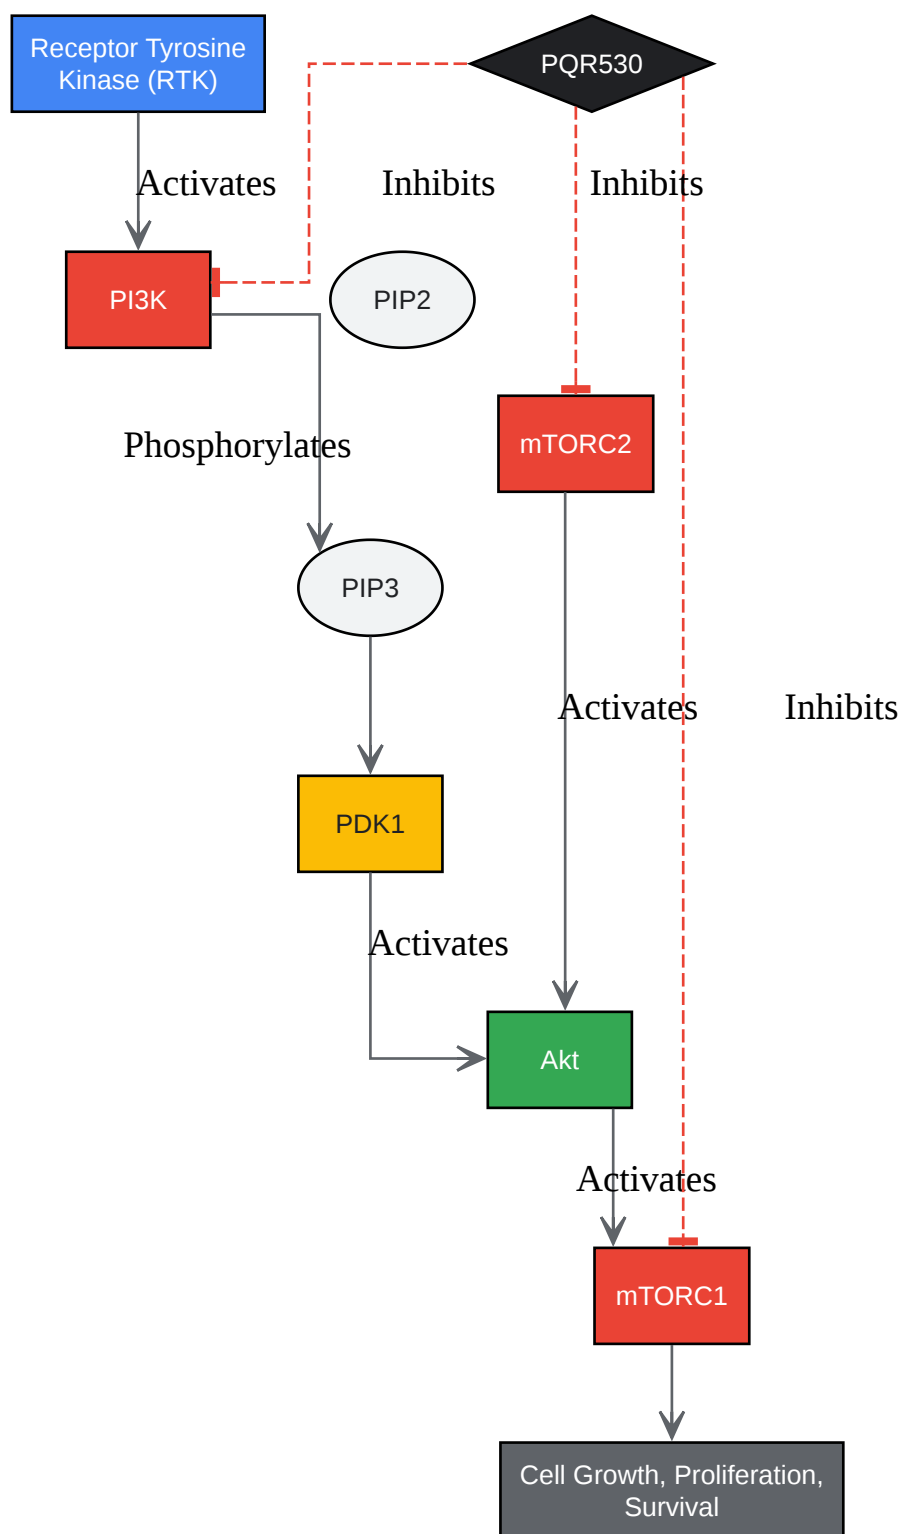 Receptor Tyrosine
Kinase (RTK)
PQR530
Activates
Inhibits
Inhibits
PI3K
PIP2
Phosphorylates
mTORC2
PIP3
Activates
Inhibits
PDK1
Activates
Akt
Activates
mTORC1
Cell Growth, Proliferation,
Survival